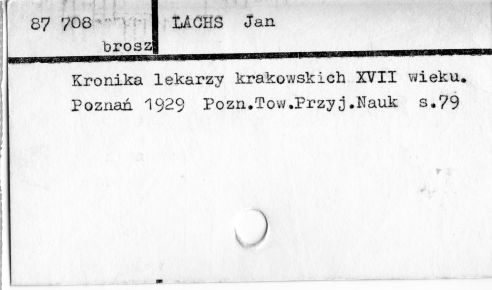 87 708 LACHS Jan
brosz
Kronika lekarzy krakowskich XVII wieku.
Poznań 1929 Pozn.Tow.Przyj.Nauk s.79